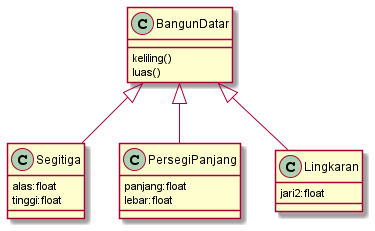 C BangunDatar
keliling()
luas()
C Segitiga
alas:float
tinggi:float
C PersegiPanjang
panjang:float
lebar:float
C Lingkaran
jari2:float